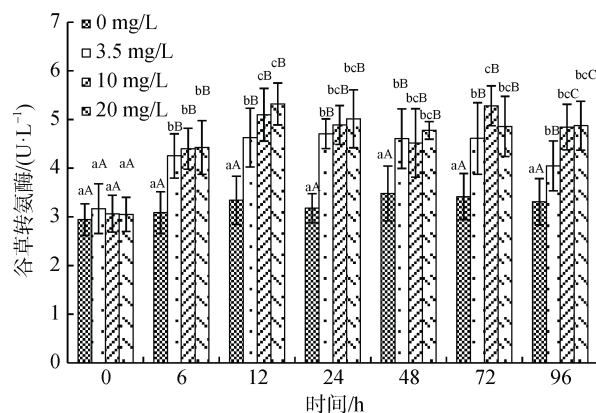 7
6
5
4
3
2
1
0
谷草转氨酶/(U·L⁻¹)
0 mg/L
3.5 mg/L
10 mg/L
20 mg/L
aA aA aA aA
aA bB bB bB
aA bB cB cB
aA bB bcB bcB
aA bB bcB bcB
aA bB cB bcB
aA bB bcC bcC
0 6 12 24 48 72 96
时间/h